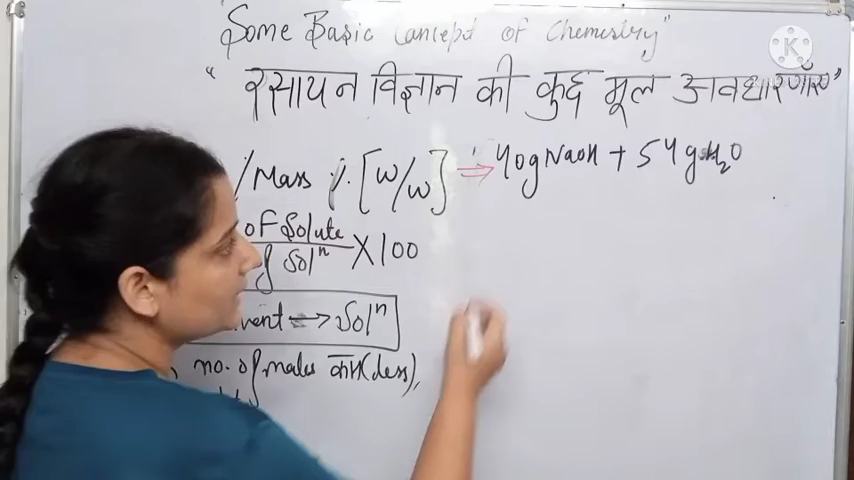 "Some Basic Concept of Chemistry"
"रसायन विज्ञान की कुछ मूल अवधारणाएं"
/Mass %. [W/W] ⇒ 40g NaOH + 54g H₂O
of Solute
of Solⁿ X 100
vent ⟷ Solⁿ
no. of moles कम (less),
K